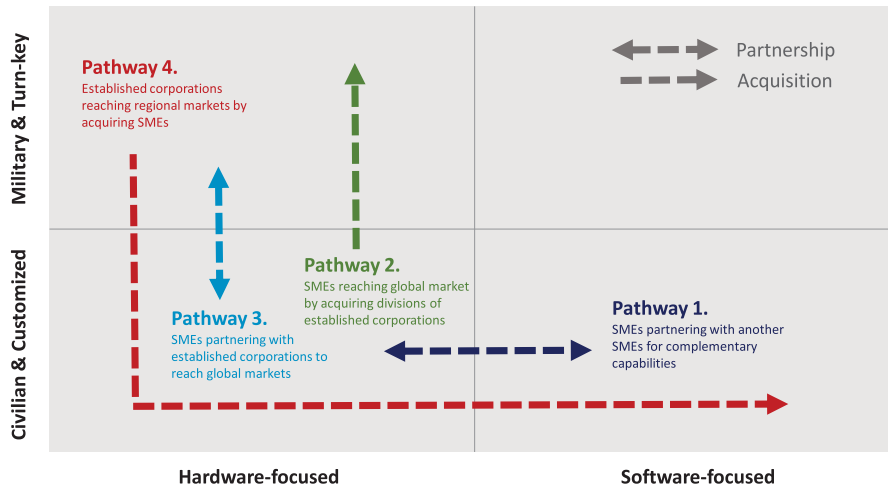 Military & Turn-key
Civilian & Customized
Pathway 4.
Established corporations
reaching regional markets by
acquiring SMEs
Partnership
Acquisition
Pathway 2.
SMEs reaching global market
by acquiring divisions of
established corporations
Pathway 3.
SMEs partnering with
established corporations to
reach global markets
Pathway 1.
SMEs partnering with another
SMEs for complementary
capabilities
Hardware-focused
Software-focused